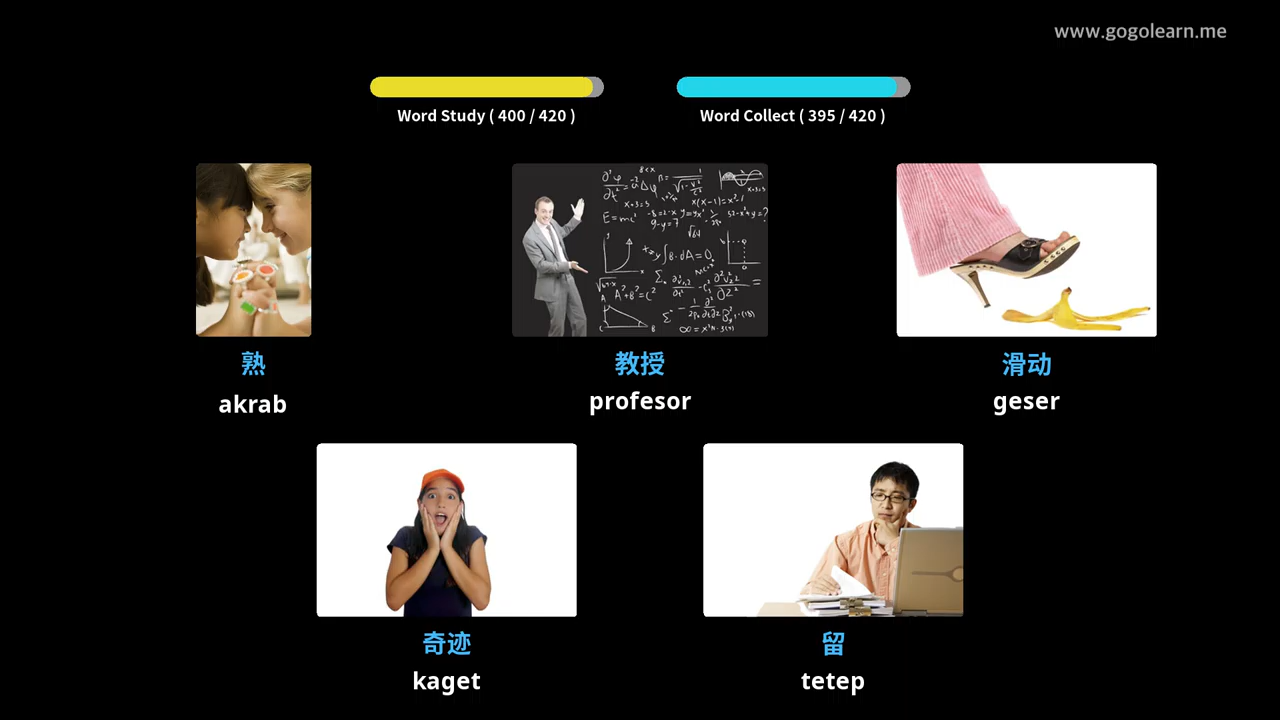 www.gogolearn.me
Word Study ( 400 / 420 )
Word Collect ( 395 / 420 )
熟
akrab
教授
profesor
滑动
geser
奇迹
kaget
留
tetep